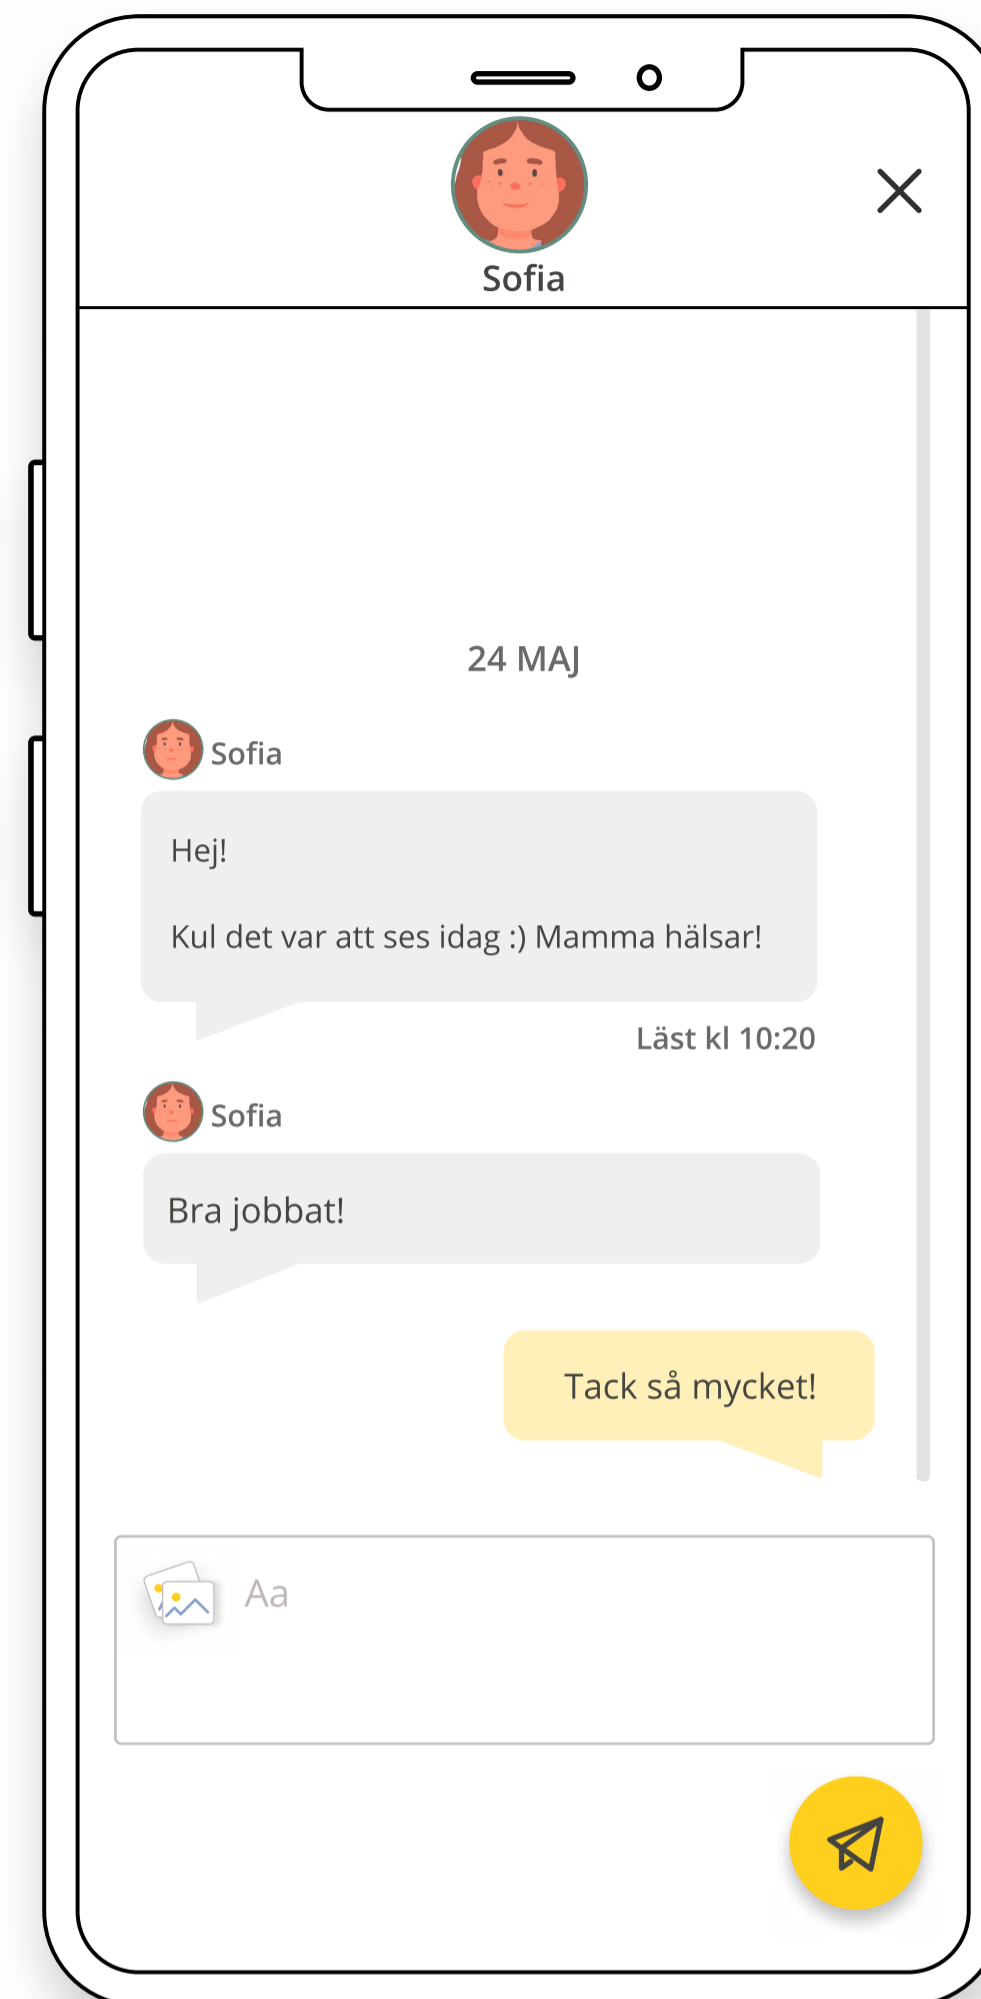 Sofia
24 MAJ
Sofia
Hej!
Kul det var att ses idag :) Mamma hälsar!
Läst kl 10:20
Sofia
Bra jobbat!
Tack så mycket!
Aa